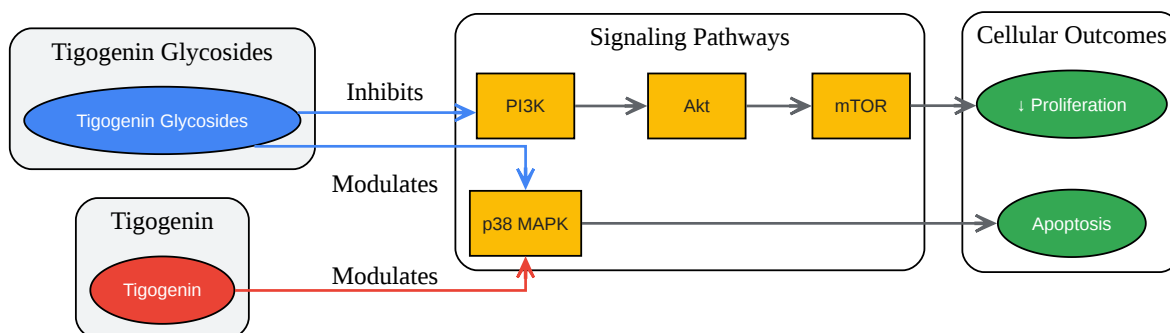 Tigogenin Glycosides
Tigogenin Glycosides
Inhibits
Modulates
Tigogenin
Tigogenin
Modulates
Signaling Pathways
PI3K
Akt
mTOR
p38 MAPK
Cellular Outcomes
↓ Proliferation
Apoptosis